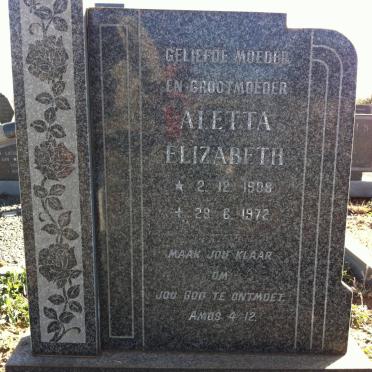 GELIEFDE MOEDER
EN GROOTMOEDER
ALETTA
ELIZABETH
* 2. 12. 1908
+ 29. 6. 1972
MAAK JOU KLAAR
OM
JOU GOD TE ONTMOET.
AMOS 4:12.